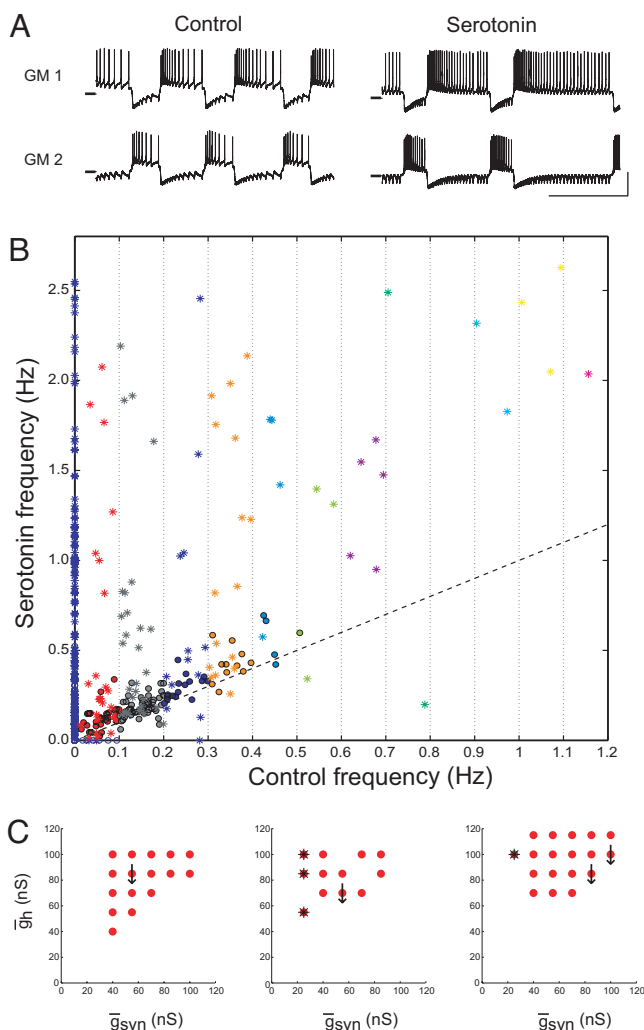 A
Control Serotonin
GM 1
GM 2
B
Serotonin frequency (Hz)
2.5
2.0
1.5
1.0
0.5
0.0
0 0.1 0.2 0.3 0.4 0.5 0.6 0.7 0.8 0.9 1 1.1 1.2
Control frequency (Hz)
C
120 120 120
100 100 100
80 80 80
60 60 60
40 40 40
20 20 20
0 0 0
0 20 40 60 80 100 120 0 20 40 60 80 100 120 0 20 40 60 80 100 120
g̅h (nS)
g̅syn (nS) g̅syn (nS) g̅syn (nS)